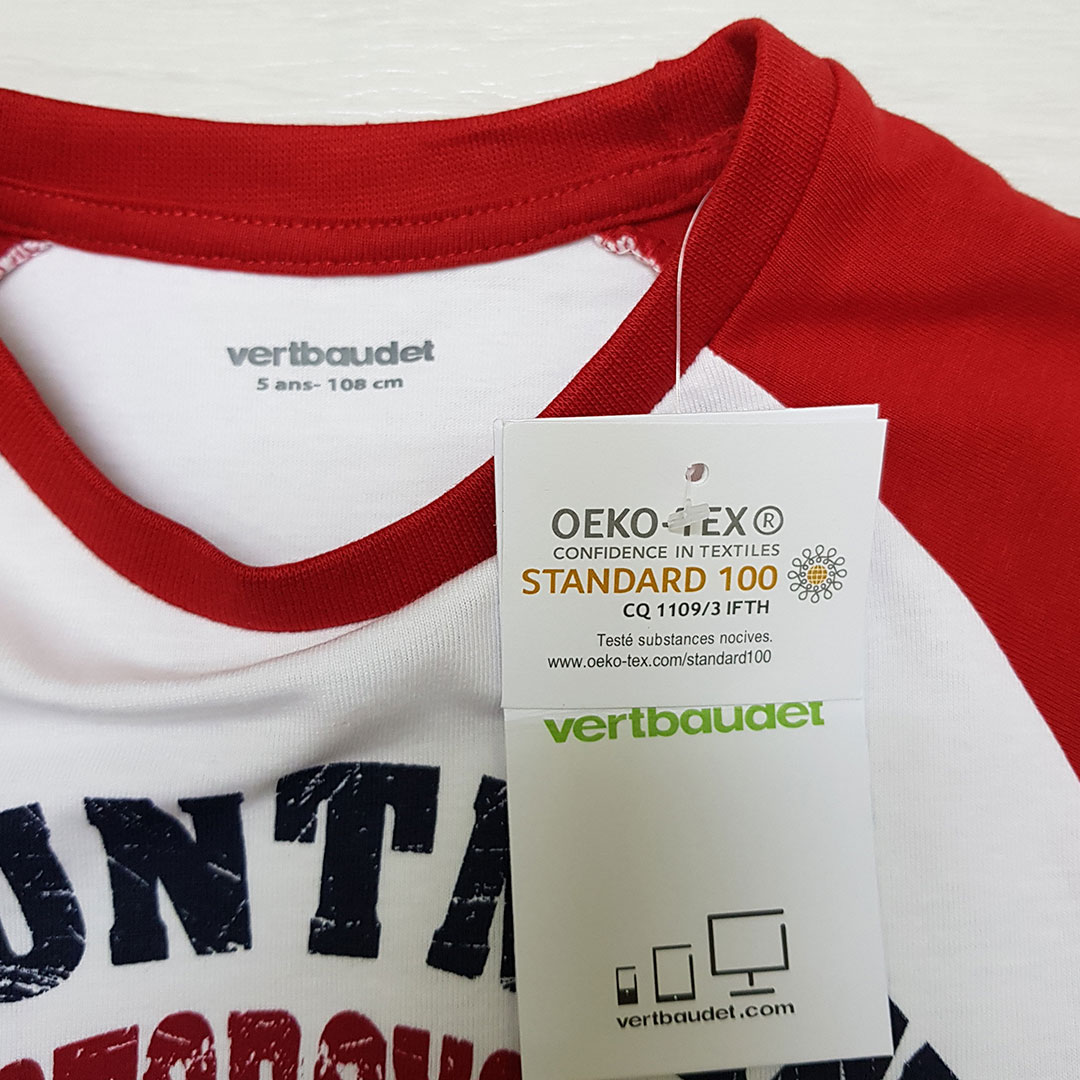 vertbaudet
5 ans- 108 cm
OEKO-TEX®
CONFIDENCE IN TEXTILES
STANDARD 100
CQ 1109/3 IFTH
Testé substances nocives.
www.oeko-tex.com/standard100
vertbaudet
vertbaudet.com